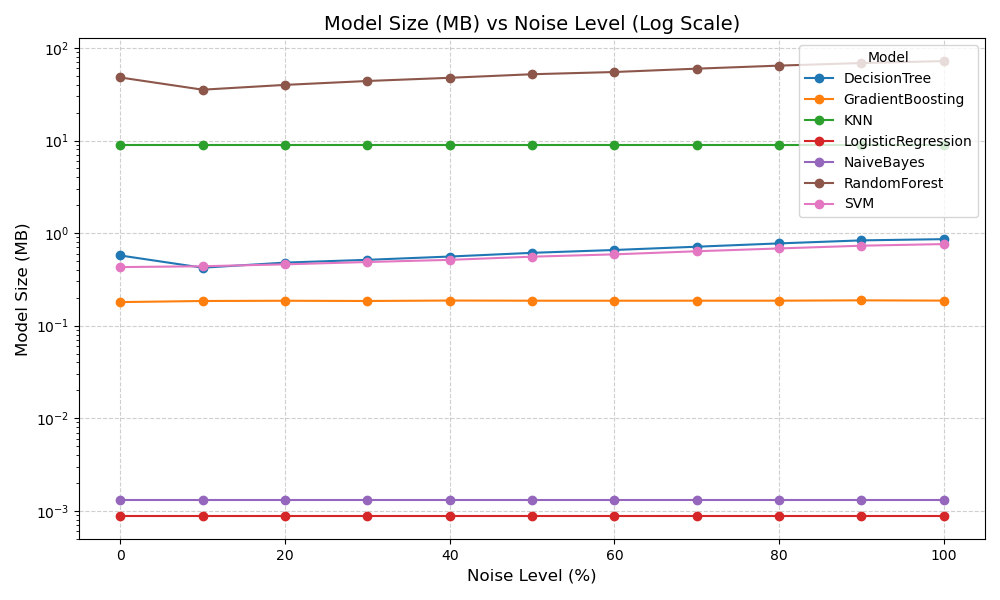 Model Size (MB) vs Noise Level (Log Scale)
Model Size (MB)
10²
10¹
10⁰
10⁻¹
10⁻²
10⁻³
Model
DecisionTree
GradientBoosting
KNN
LogisticRegression
NaiveBayes
RandomForest
SVM
0 20 40 60 80 100
Noise Level (%)